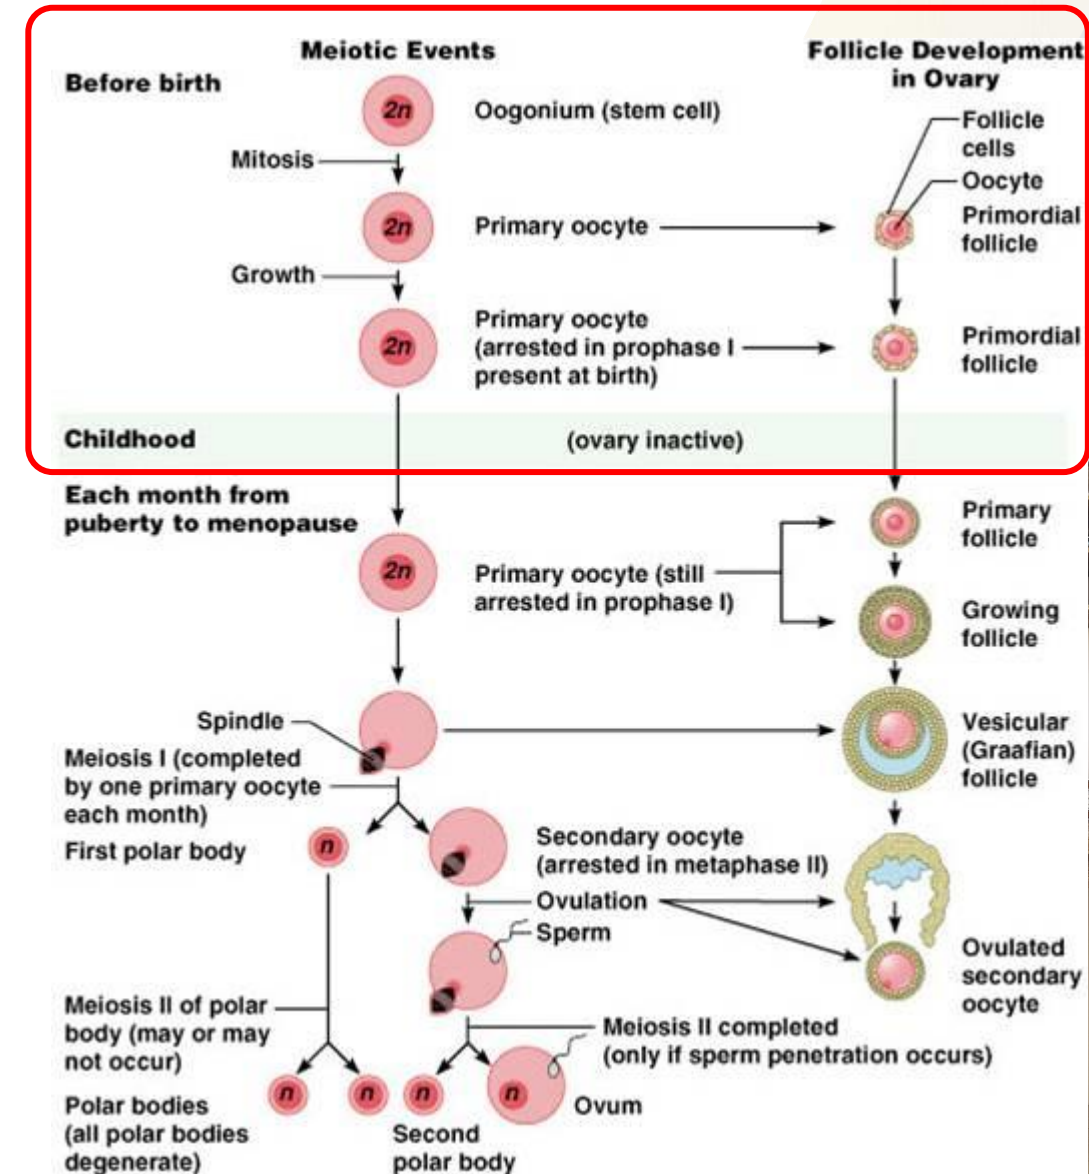 Meiotic Events
Follicle Development
in Ovary
Before birth
2n
Oogonium (stem cell)
Follicle
cells
Mitosis
Oocyte
2n
Primary oocyte
Primordial
follicle
Growth
2n
Primary oocyte
(arrested in prophase I
present at birth)
Primordial
follicle
Childhood
(ovary inactive)
Each month from
puberty to menopause
Primary
follicle
2n
Primary oocyte (still
arrested in prophase I)
Growing
follicle
Spindle
Vesicular
(Graafian)
follicle
Meiosis I (completed
by one primary oocyte
each month)
First polar body
n
Secondary oocyte
(arrested in metaphase II)
Ovulation
Sperm
Ovulated
secondary
oocyte
Meiosis II of polar
body (may or may
not occur)
Meiosis II completed
(only if sperm penetration occurs)
n
n
n
n
Polar bodies
(all polar bodies
degenerate)
Second
polar body
Ovum